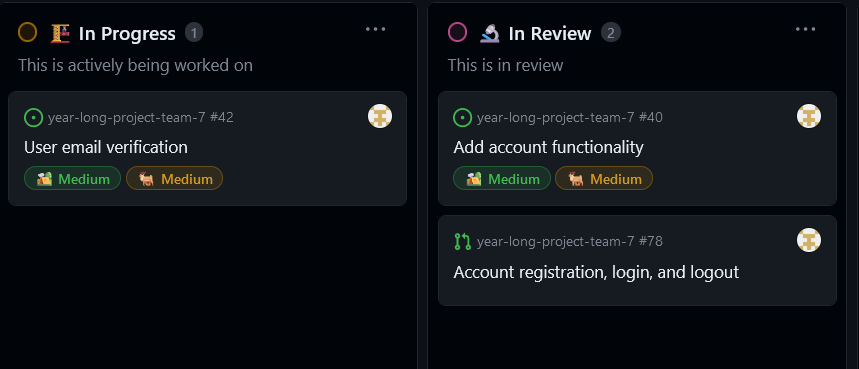 In Progress 1
This is actively being worked on
year-long-project-team-7 #42
User email verification
Medium Medium
In Review 2
This is in review
year-long-project-team-7 #40
Add account functionality
Medium Medium
year-long-project-team-7 #78
Account registration, login, and logout